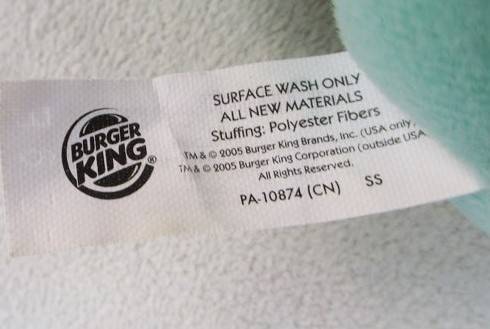 BURGER
KING®
SURFACE WASH ONLY
ALL NEW MATERIALS
Stuffing: Polyester Fibers
TM & © 2005 Burger King Brands, Inc. (USA only,
TM & © 2005 Burger King Corporation (outside USA
All Rights Reserved.
PA-10874 (CN) SS